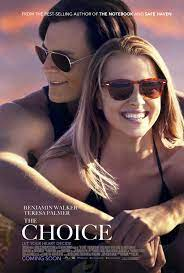 FROM THE BEST-SELLING AUTHOR OF THE NOTEBOOK AND SAFE HAVEN
BENJAMIN WALKER
TERESA PALMER
THE
CHOICE
LET YOUR HEART DECIDE
COMING SOON